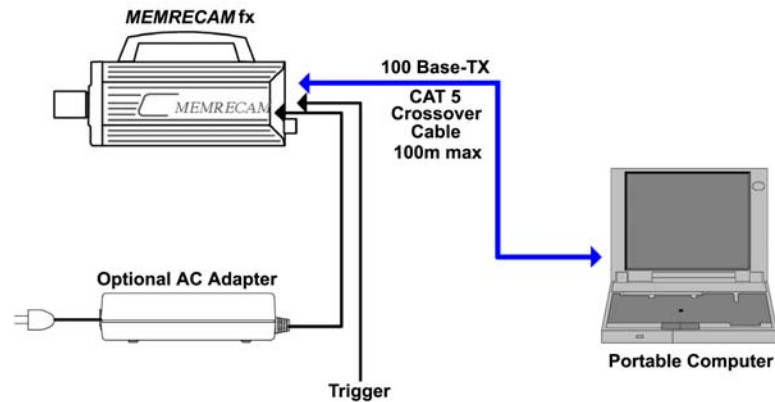 MEMRECAM fx
MEMRECAM
100 Base-TX
CAT 5
Crossover
Cable
100m max
Optional AC Adapter
Trigger
Portable Computer